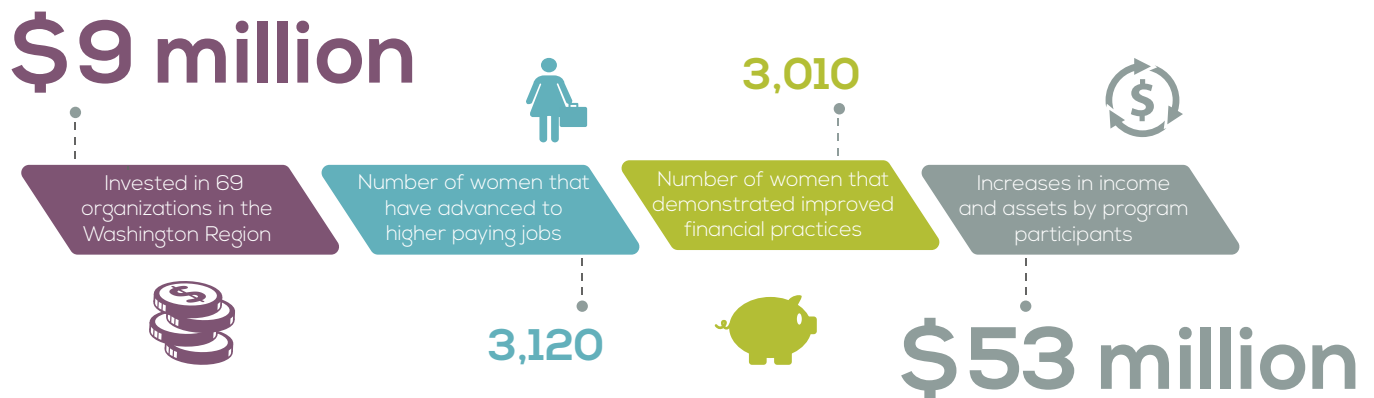 $9 million
Invested in 69
organizations in the
Washington Region
$
Number of women that
have advanced to
higher paying jobs
3,120
3,010
Number of women that
demonstrated improved
financial practices
$
Increases in income
and assets by program
participants
$53 million